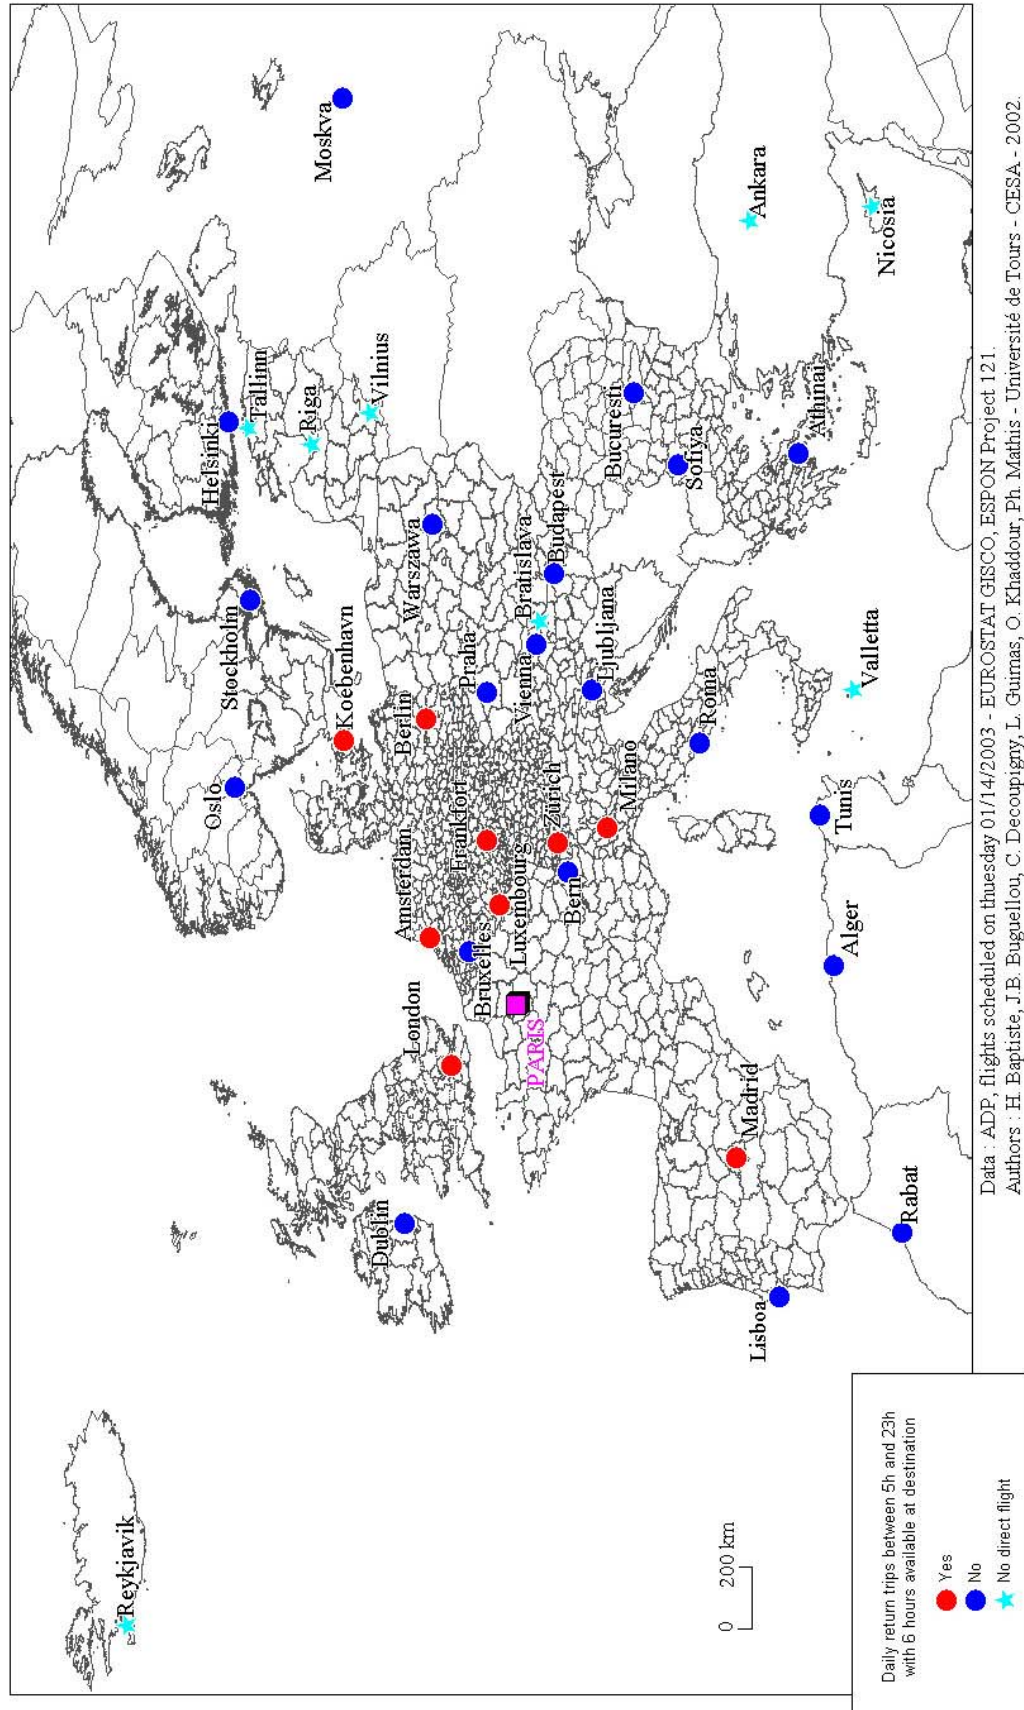 Reykjavik
Oslo
Stockholm
Helsinki
Tallinn
Riga
Vilnius
Moskva
Koebenhavn
Dublin
London
Amsterdam
Bruxelles
Luxembourg
Frankfort
Berlin
Warszawa
Praha
PARIS
Bern
Zürich
Vienna
Bratislava
Budapest
Ljubljana
Milano
Bucuresti
Sofiya
Roma
Ankara
Madrid
Lisboa
Athinai
Nicosia
Valletta
Tunis
Alger
Rabat
0 200 km
Daily return trips between 5h and 23h
with 6 hours available at destination
Yes
No
No direct flight
Data : ADP, flights scheduled on thuesday 01/14/2003 - EUROSTAT GISCO, ESPON Project 121.
Authors : H. Baptiste, J.B. Buguellou, C. Decoupigny, L. Guimas, O. Khaddour, Ph. Mathis - Université de Tours - CESA - 2002.